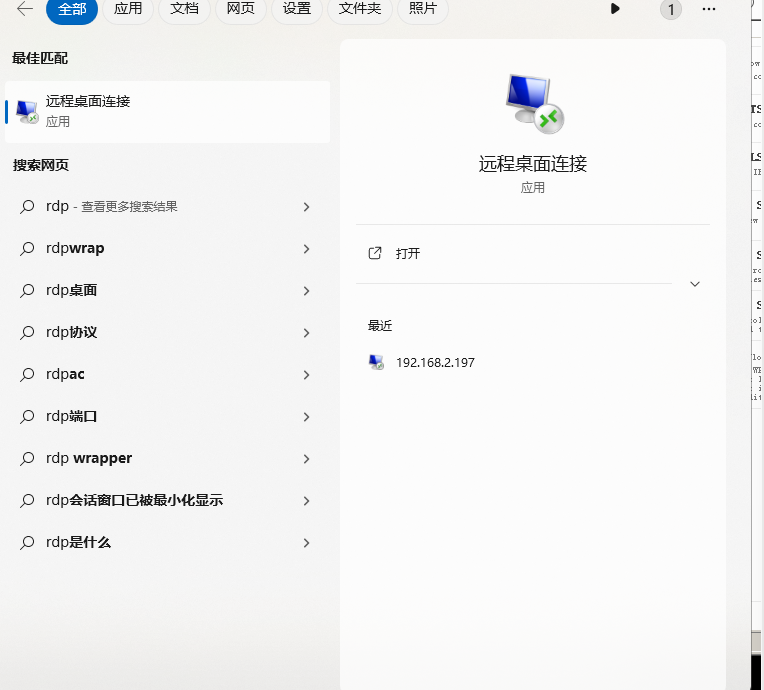 全部 应用 文档 网页 设置 文件夹 照片 1 ...
最佳匹配
远程桌面连接
应用
搜索网页
rdp - 查看更多搜索结果
rdpwrap
rdp桌面
rdp协议
rdpac
rdp端口
rdp wrapper
rdp会话窗口已被最小化显示
rdp是什么
远程桌面连接
应用
打开
最近
192.168.2.197